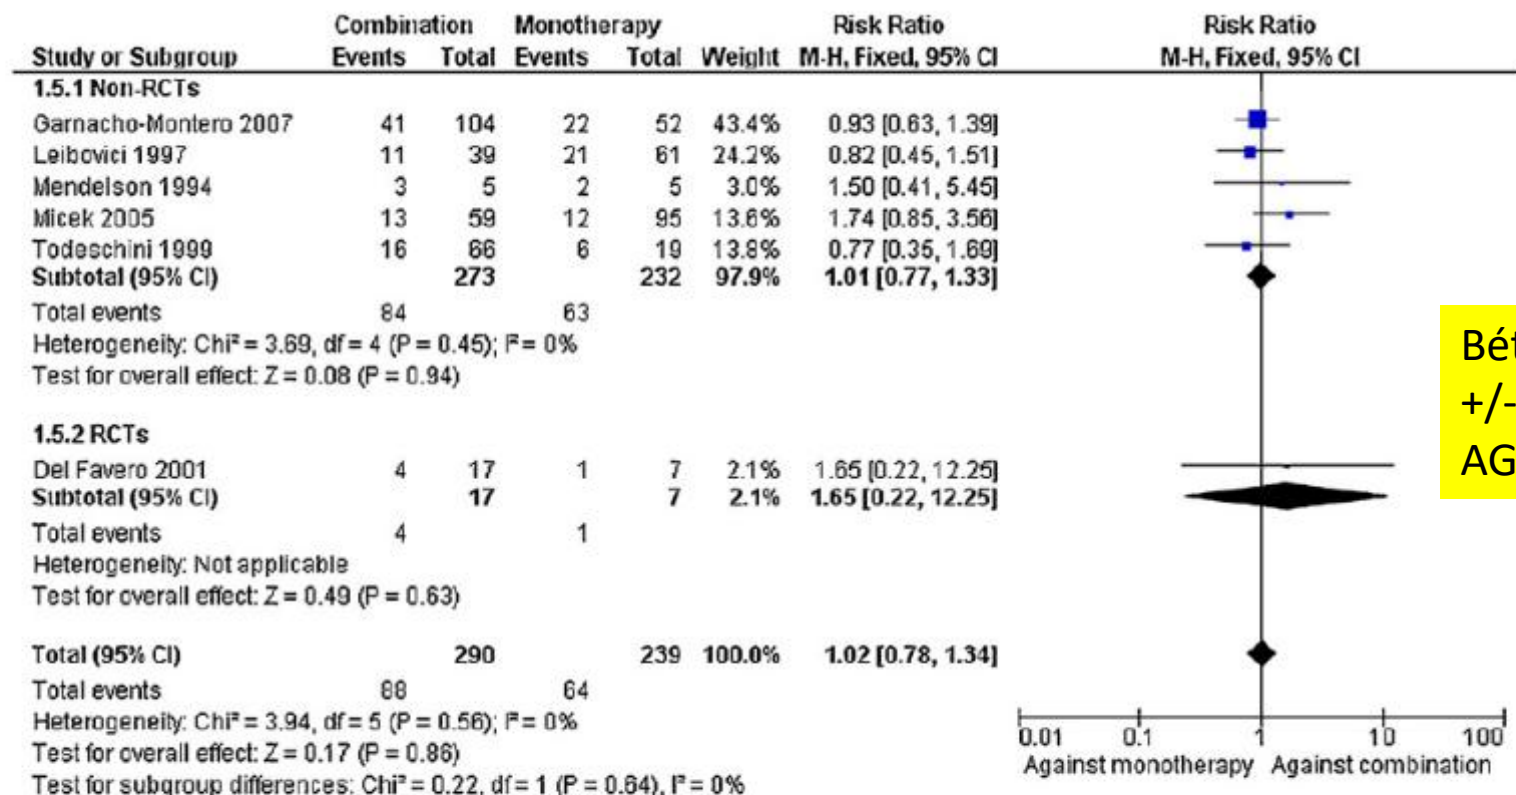 Combination Monotherapy Risk Ratio Risk Ratio
Study or Subgroup Events Total Events Total Weight M-H, Fixed, 95% CI M-H, Fixed, 95% CI
1.5.1 Non-RCTs
Garnacho-Montero 2007 41 104 22 52 43.4% 0.93 [0.63, 1.39]
Leibovici 1997 11 39 21 61 24.2% 0.82 [0.45, 1.51]
Mendelson 1994 3 5 2 5 3.0% 1.50 [0.41, 5.45]
Micek 2005 13 59 12 95 13.6% 1.74 [0.85, 3.56]
Todeschini 1999 16 66 6 19 13.8% 0.77 [0.35, 1.69]
Subtotal (95% CI) 273 232 97.9% 1.01 [0.77, 1.33]
Total events 84 63
Heterogeneity: Chi² = 3.69, df = 4 (P = 0.45); I² = 0%
Test for overall effect: Z = 0.08 (P = 0.94)
1.5.2 RCTs
Del Favero 2001 4 17 1 7 2.1% 1.65 [0.22, 12.25]
Subtotal (95% CI) 17 7 2.1% 1.65 [0.22, 12.25]
Total events 4 1
Heterogeneity: Not applicable
Test for overall effect: Z = 0.49 (P = 0.63)
Total (95% CI) 290 239 100.0% 1.02 [0.78, 1.34]
Total events 88 64
Heterogeneity: Chi² = 3.94, df = 5 (P = 0.56); I² = 0%
Test for overall effect: Z = 0.17 (P = 0.86)
Test for subgroup differences: Chi² = 0.22, df = 1 (P = 0.64), I² = 0%
0.01 0.1 1 10 100
Against monotherapy Against combination
Bét
+/-
AG